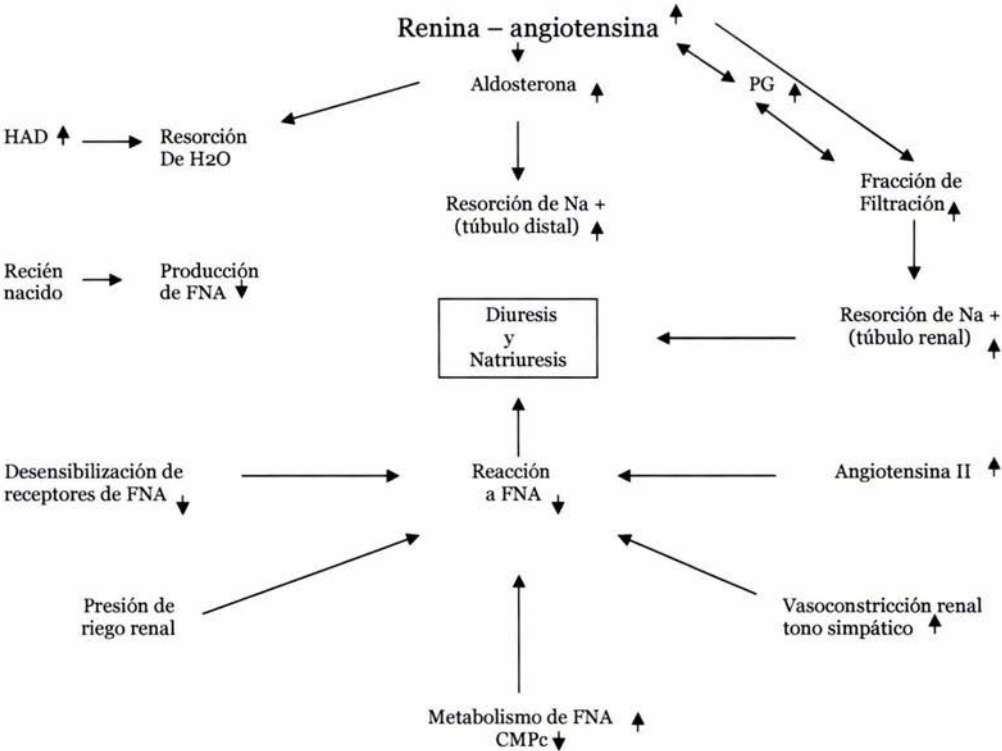 Renina – angiotensina
Aldosterona
PG
HAD
Resorción
De H2O
Fracción de
Filtración
Resorción de Na +
(túbulo distal)
Recién
nacido
Producción
de FNA
Diuresis
y
Natriuresis
Resorción de Na +
(túbulo renal)
Desensibilización de
receptores de FNA
Reacción
a FNA
Angiotensina II
Presión de
riego renal
Vasoconstricción renal
tono simpático
Metabolismo de FNA
CMPc